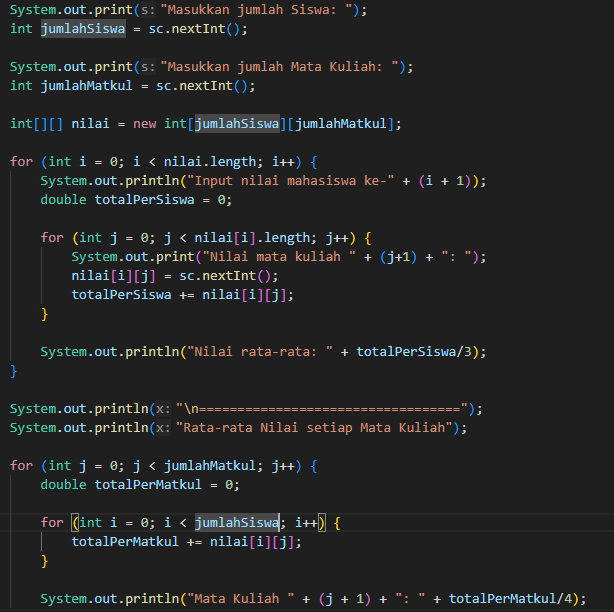 System.out.print(s: "Masukkan jumlah Siswa: ");
int jumlahSiswa = sc.nextInt();

System.out.print(s: "Masukkan jumlah Mata Kuliah: ");
int jumlahMatkul = sc.nextInt();

int[][] nilai = new int[jumlahSiswa][jumlahMatkul];

for (int i = 0; i < nilai.length; i++) {
    System.out.println("Input nilai mahasiswa ke-" + (i + 1));
    double totalPerSiswa = 0;

    for (int j = 0; j < nilai[i].length; j++) {
        System.out.print("Nilai mata kuliah " + (j+1) + ": ");
        nilai[i][j] = sc.nextInt();
        totalPerSiswa += nilai[i][j];
    }

    System.out.println("Nilai rata-rata: " + totalPerSiswa/3);
}

System.out.println(x: "\n==================================");
System.out.println(x: "Rata-rata Nilai setiap Mata Kuliah");

for (int j = 0; j < jumlahMatkul; j++) {
    double totalPerMatkul = 0;

    for (int i = 0; i < jumlahSiswa; i++) {
        totalPerMatkul += nilai[i][j];
    }

    System.out.println("Mata Kuliah " + (j + 1) + ": " + totalPerMatkul/4);